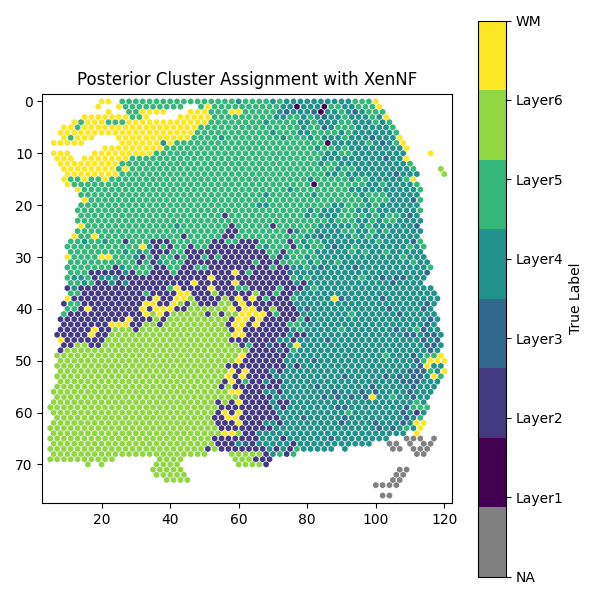 Posterior Cluster Assignment with XenNF
0
10
20
30
40
50
60
70
20
40
60
80
100
120
WM
Layer6
Layer5
Layer4
Layer3
Layer2
Layer1
NA
True Label